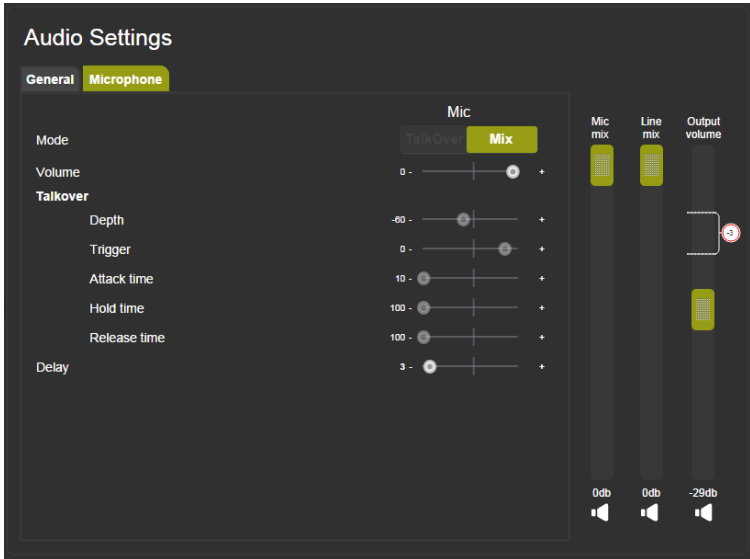 Audio Settings
General Microphone
Mic
Mode TalkOver Mix
Volume 0 - +
Talkover
Depth -60 - +
Trigger 0 - +
Attack time 10 - +
Hold time 100 - +
Release time 100 - +
Delay 3 - +
Mic mix
Line mix
Output volume
-3
0db 0db -29db